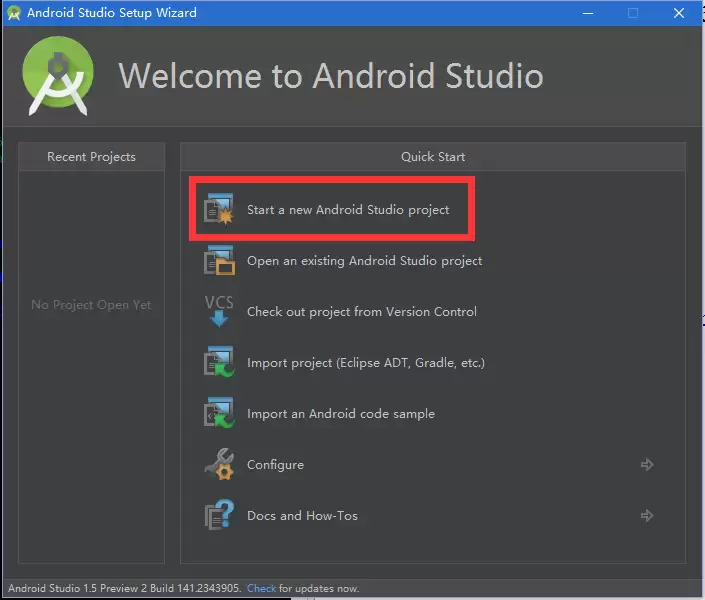 Android Studio Setup Wizard
Welcome to Android Studio
Recent Projects
Quick Start
Start a new Android Studio project
Open an existing Android Studio project
No Project Open Yet
VCS
Check out project from Version Control
Import project (Eclipse ADT, Gradle, etc.)
Import an Android code sample
Configure
Docs and How-Tos
Android Studio 1.5 Preview 2 Build 141.2343905. Check for updates now.